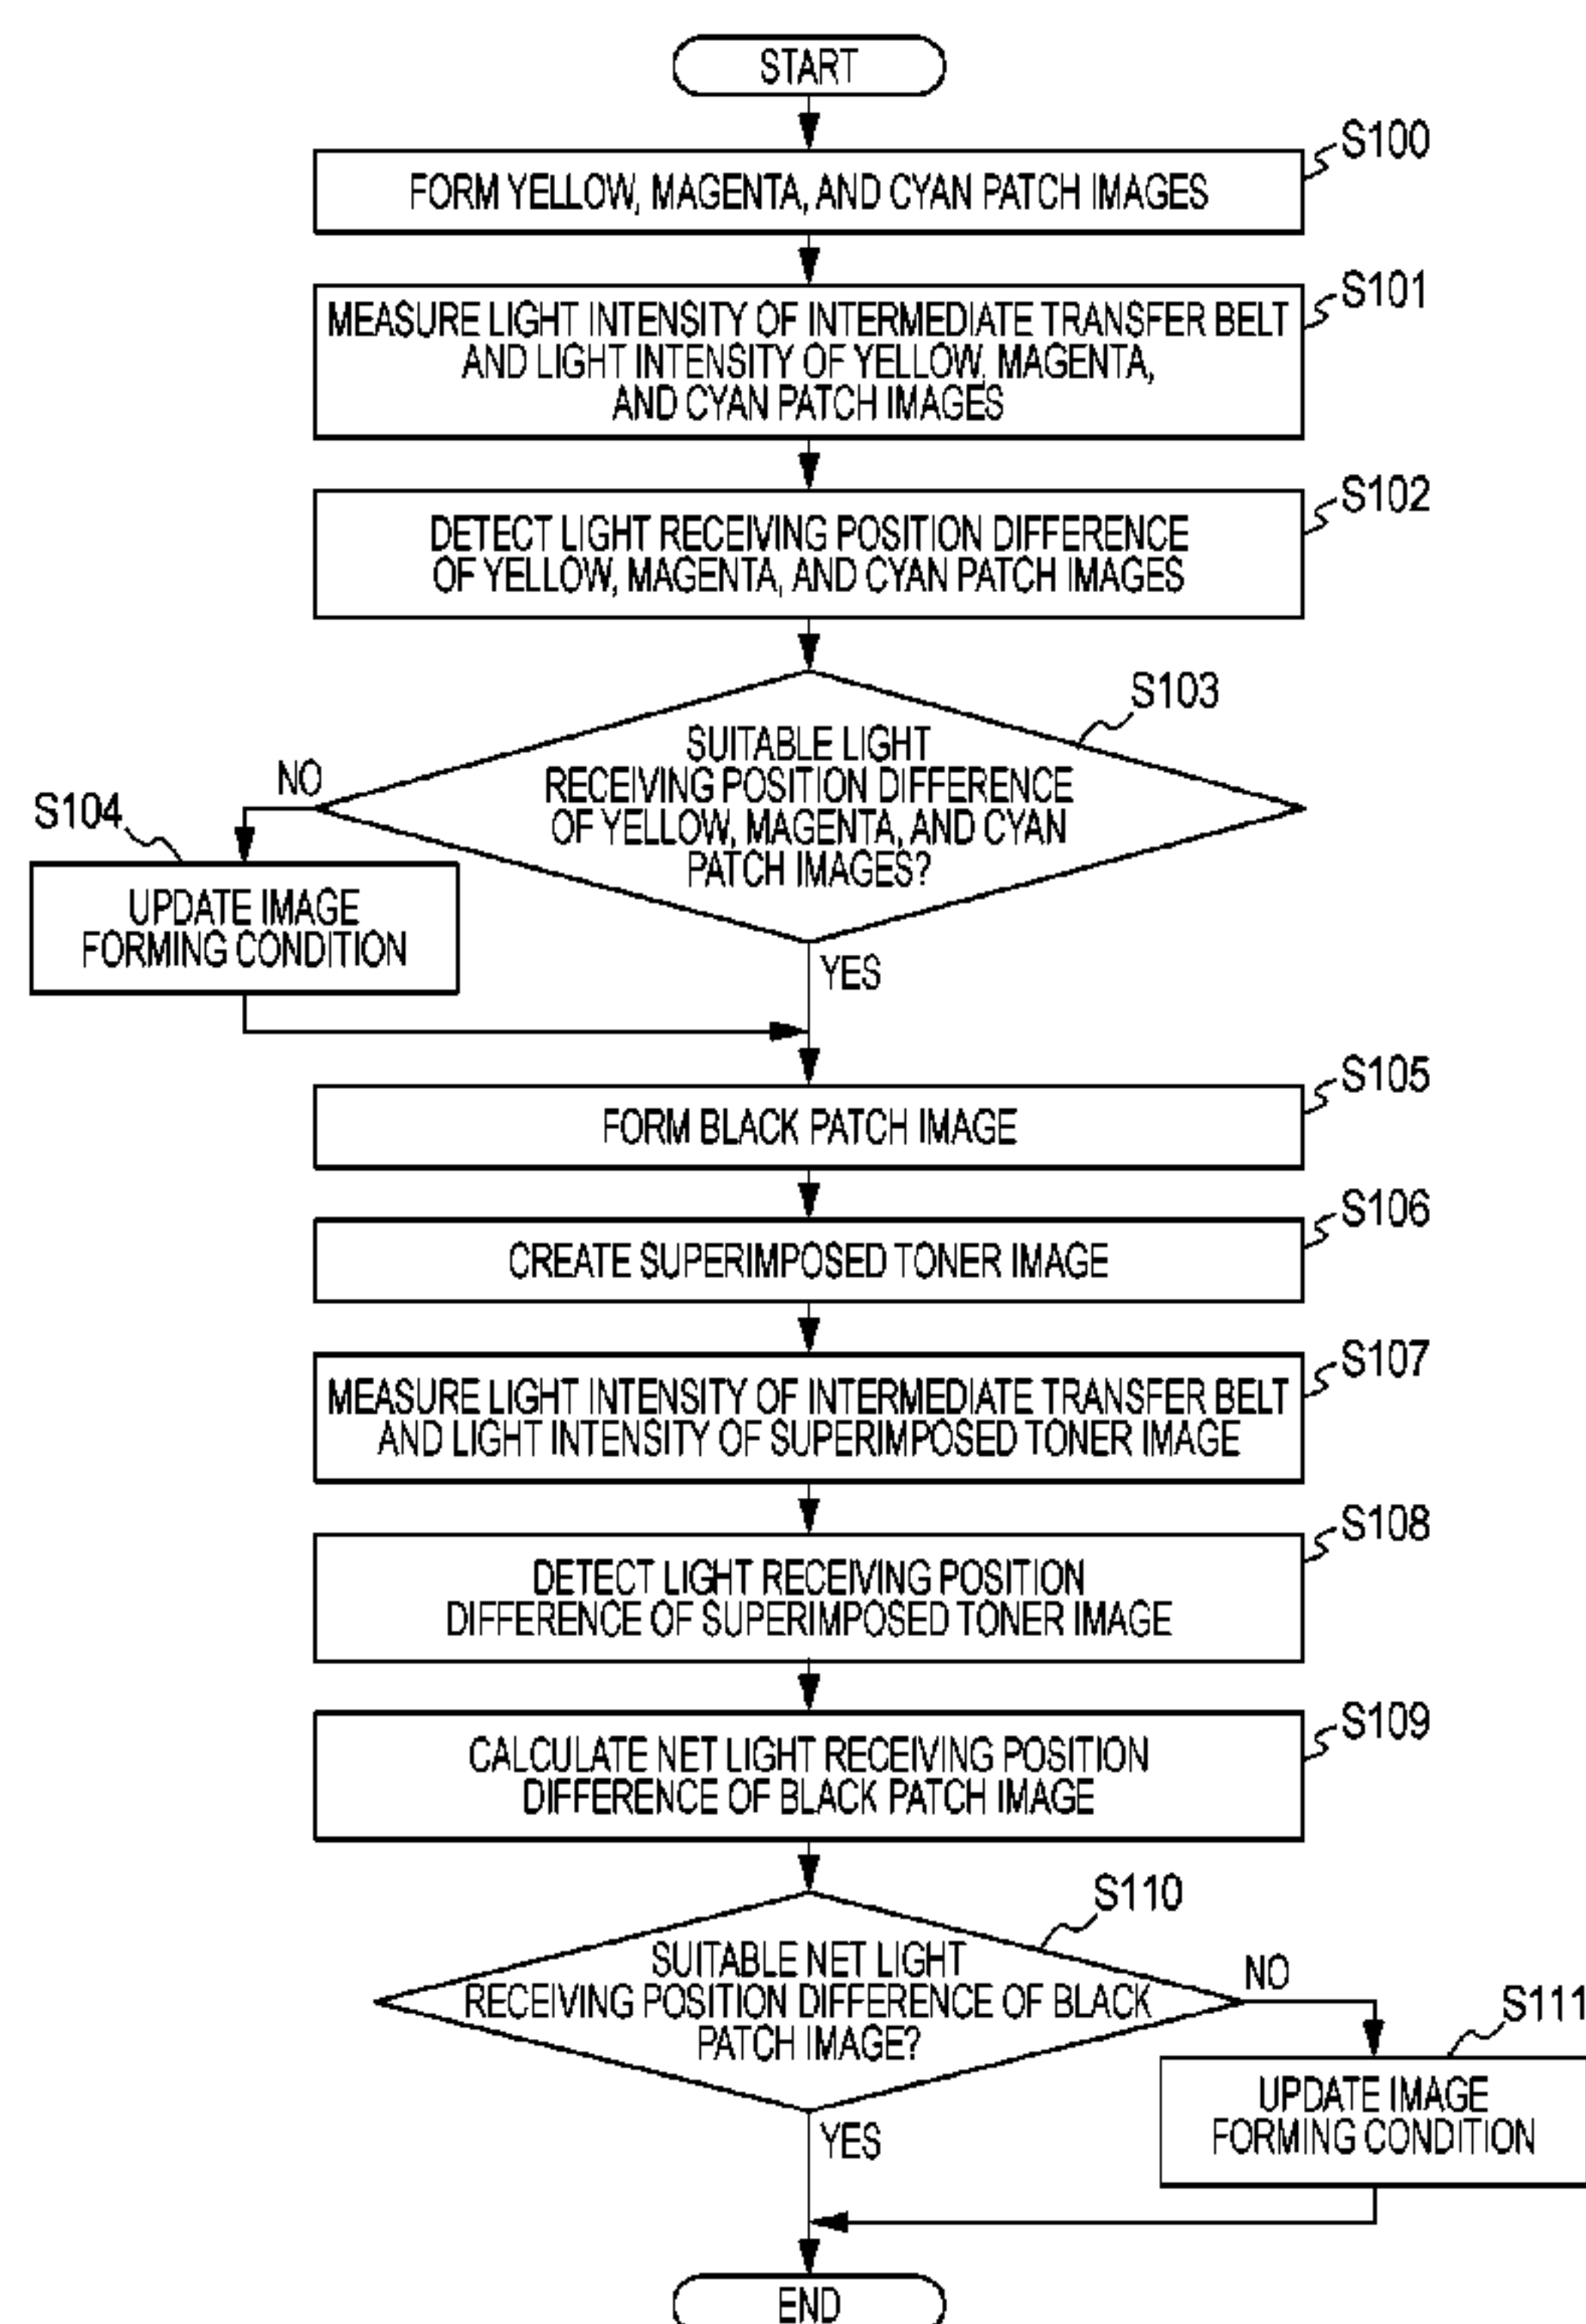 START
S100
FORM YELLOW, MAGENTA, AND CYAN PATCH IMAGES
S101
MEASURE LIGHT INTENSITY OF INTERMEDIATE TRANSFER BELT
AND LIGHT INTENSITY OF YELLOW, MAGENTA,
AND CYAN PATCH IMAGES
S102
DETECT LIGHT RECEIVING POSITION DIFFERENCE
OF YELLOW, MAGENTA, AND CYAN PATCH IMAGES
S103
SUITABLE LIGHT
RECEIVING POSITION DIFFERENCE
OF YELLOW, MAGENTA, AND CYAN
PATCH IMAGES?
NO
S104
UPDATE IMAGE
FORMING CONDITION
YES
S105
FORM BLACK PATCH IMAGE
S106
CREATE SUPERIMPOSED TONER IMAGE
S107
MEASURE LIGHT INTENSITY OF INTERMEDIATE TRANSFER BELT
AND LIGHT INTENSITY OF SUPERIMPOSED TONER IMAGE
S108
DETECT LIGHT RECEIVING POSITION
DIFFERENCE OF SUPERIMPOSED TONER IMAGE
S109
CALCULATE NET LIGHT RECEIVING POSITION
DIFFERENCE OF BLACK PATCH IMAGE
S110
SUITABLE NET LIGHT
RECEIVING POSITION DIFFERENCE OF BLACK
PATCH IMAGE?
NO
S111
UPDATE IMAGE
FORMING CONDITION
YES
END